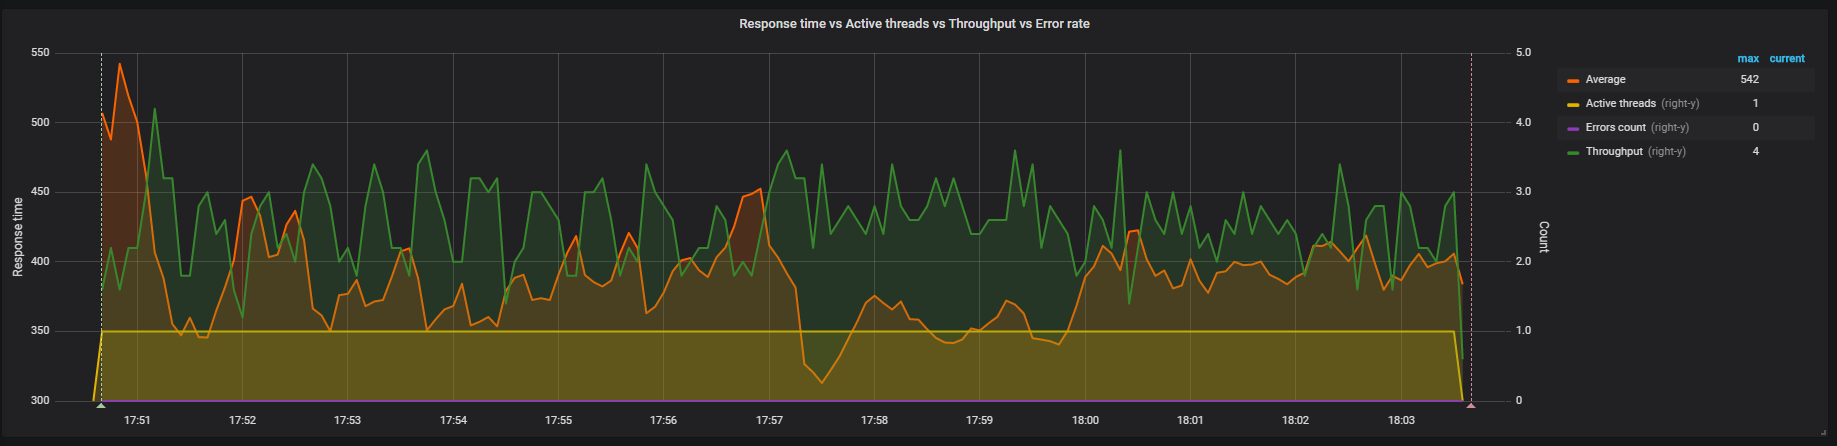 Response time vs Active threads vs Throughput vs Error rate
550
500
450
400
350
300
Response time
5.0
4.0
3.0
2.0
1.0
0
Count
17:51 17:52 17:53 17:54 17:55 17:56 17:57 17:58 17:59 18:00 18:01 18:02 18:03
max current
Average 542
Active threads (right-y) 1
Errors count (right-y) 0
Throughput (right-y) 4